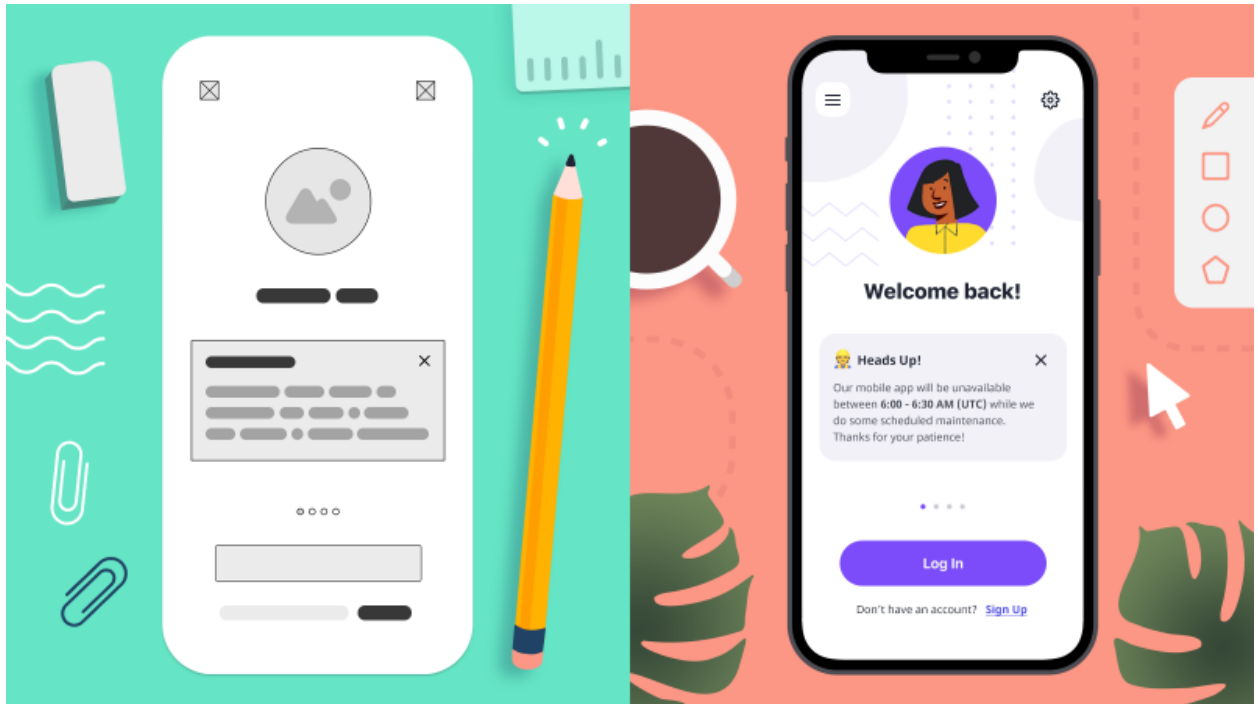 Welcome back!
Heads Up!
Our mobile app will be unavailable
between 6:00 - 6:30 AM (UTC) while we
do some scheduled maintenance.
Thanks for your patience!
Log In
Don't have an account? Sign Up